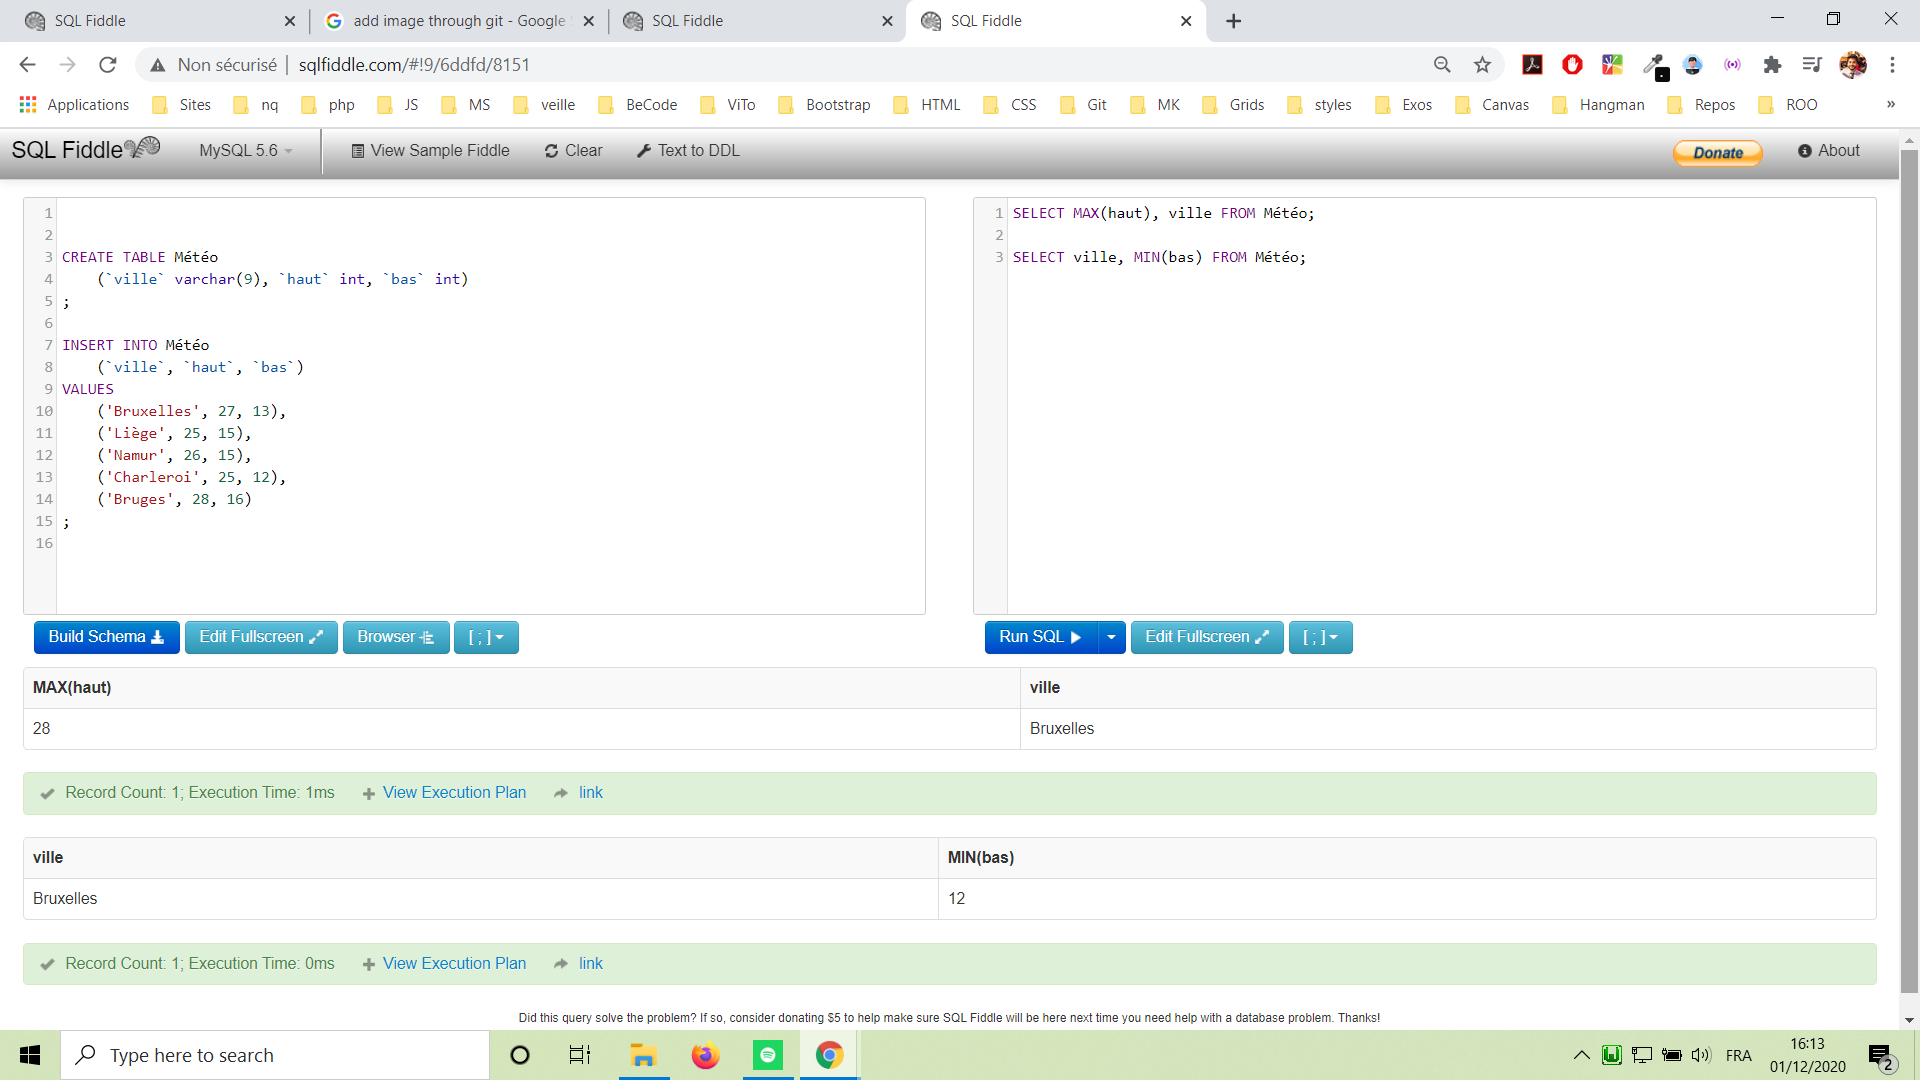 SQL Fiddle
add image through git - Google
SQL Fiddle
SQL Fiddle
Non sécurisé | sqlfiddle.com/#!9/6ddfd/8151
Applications Sites nq php JS MS veille BeCode ViTo Bootstrap HTML CSS Git MK Grids styles Exos Canvas Hangman Repos ROO »
SQL Fiddle MySQL 5.6 View Sample Fiddle Clear Text to DDL Donate About
1
2
3 CREATE TABLE Météo
4 (`ville` varchar(9), `haut` int, `bas` int)
5 ;
6
7 INSERT INTO Météo
8 (`ville`, `haut`, `bas`)
9 VALUES
10 ('Bruxelles', 27, 13),
11 ('Liège', 25, 15),
12 ('Namur', 26, 15),
13 ('Charleroi', 25, 12),
14 ('Bruges', 28, 16)
15 ;
16
1 SELECT MAX(haut), ville FROM Météo;
2
3 SELECT ville, MIN(bas) FROM Météo;
Build Schema Edit Fullscreen Browser [ ; ]
Run SQL Edit Fullscreen [ ; ]
MAX(haut) ville
28 Bruxelles
Record Count: 1; Execution Time: 1ms View Execution Plan link
ville MIN(bas)
Bruxelles 12
Record Count: 1; Execution Time: 0ms View Execution Plan link
Did this query solve the problem? If so, consider donating $5 to help make sure SQL Fiddle will be here next time you need help with a database problem. Thanks!
Type here to search
FRA
16:13
01/12/2020
2